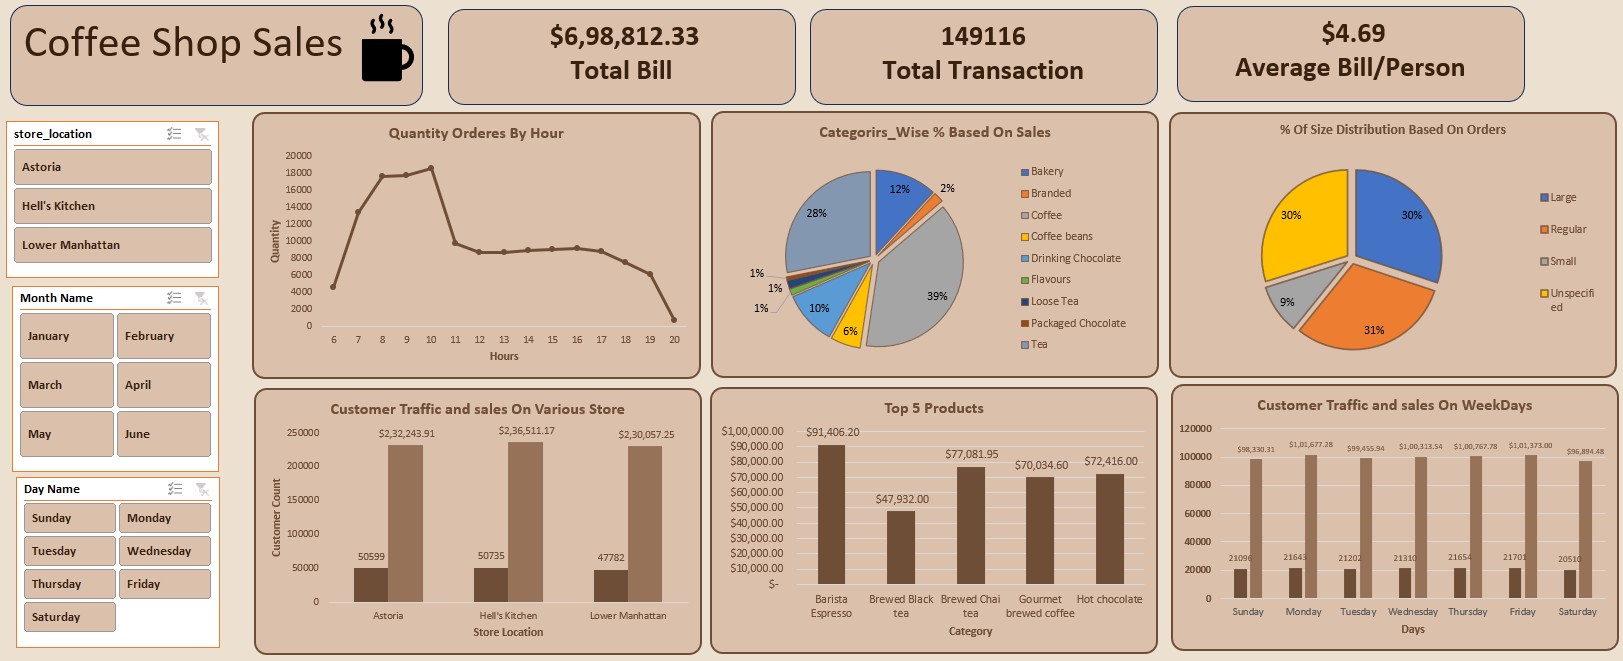 Coffee Shop Sales
$6,98,812.33
Total Bill
149116
Total Transaction
$4.69
Average Bill/Person
store_location
Astoria
Hell's Kitchen
Lower Manhattan
Month Name
January February
March April
May June
Day Name
Sunday Monday
Tuesday Wednesday
Thursday Friday
Saturday
Quantity Orderes By Hour
Quantity
20000
18000
16000
14000
12000
10000
8000
6000
4000
2000
0
6 7 8 9 10 11 12 13 14 15 16 17 18 19 20
Hours
Categorirs_Wise % Based On Sales
12%
2%
28%
39%
1%
1%
1%
10%
6%
Bakery
Branded
Coffee
Coffee beans
Drinking Chocolate
Flavours
Loose Tea
Packaged Chocolate
Tea
% Of Size Distribution Based On Orders
30% 30%
9%
31%
Large
Regular
Small
Unspecifi
ed
Customer Traffic and sales On Various Store
Customer Count
250000
200000
150000
100000
50000
0
$2,32,243.91 $2,36,511.17 $2,30,057.25
50599 50735 47782
Astoria Hell's Kitchen Lower Manhattan
Store Location
Top 5 Products
$1,00,000.00
$90,000.00
$80,000.00
$70,000.00
$60,000.00
$50,000.00
$40,000.00
$30,000.00
$20,000.00
$10,000.00
$-
$91,406.20
$47,932.00
$77,081.95
$70,034.60
$72,416.00
Barista
Espresso
Brewed Black
tea
Brewed Chai
tea
Gourmet
brewed coffee
Hot chocolate
Category
Customer Traffic and sales On WeekDays
120000
100000
80000
60000
40000
20000
0
$98,330.31 $1,01,677.28 $99,455.94 $1,00,313.54 $1,00,767.78 $1,01,373.00 $96,894.48
21096 21643 21202 21310 21654 21701 20510
Sunday Monday Tuesday Wednesday Thursday Friday Saturday
Days